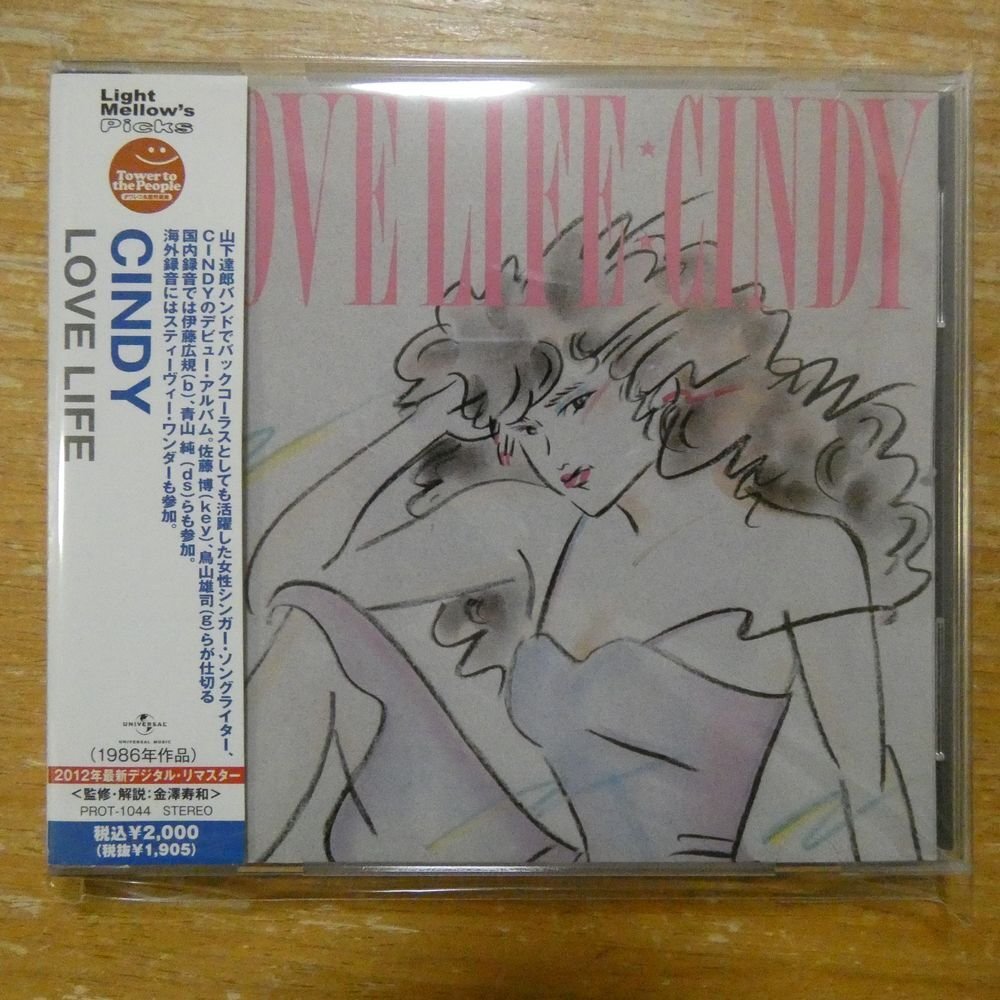 Light
Mellow's
Picks
Tower to
the People
CINDY
LOVE LIFE
山下達郎バンドでバックコーラスとしても活躍した女性シンガー・ソングライター、
CINDYのデビュー・アルバム。佐藤 博(key)、鳥山雄司(g)らが仕切る
国内録音では伊藤広規(b)、青山 純(ds)らも参加。
海外録音にはスティーヴィー・ワンダーも参加。
UNIVERSAL
UNIVERSAL MUSIC
(1986年作品)
2012年最新デジタル・リマスター
<監修・解説:金澤寿和>
PROT-1044 STEREO
税込¥2,000
(税抜¥1,905)
OVE LIFE★CINDY